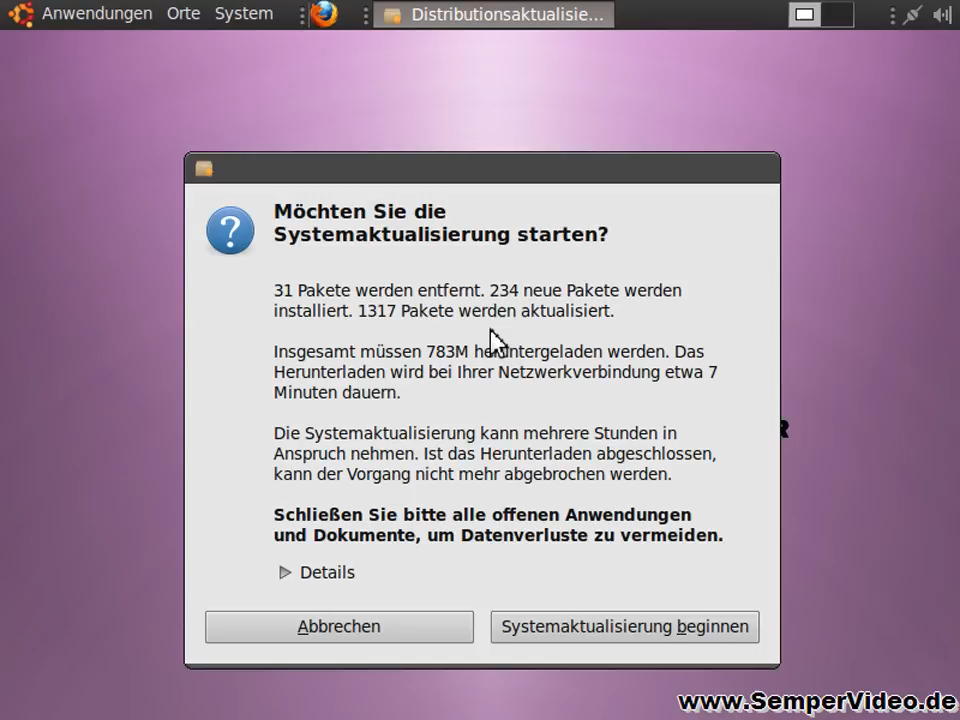 Anwendungen Orte System Distributionsaktualisie...
Möchten Sie die
Systemaktualisierung starten?
31 Pakete werden entfernt. 234 neue Pakete werden
installiert. 1317 Pakete werden aktualisiert.
Insgesamt müssen 783M heruntergeladen werden. Das
Herunterladen wird bei Ihrer Netzwerkverbindung etwa 7
Minuten dauern.
Die Systemaktualisierung kann mehrere Stunden in
Anspruch nehmen. Ist das Herunterladen abgeschlossen,
kann der Vorgang nicht mehr abgebrochen werden.
Schließen Sie bitte alle offenen Anwendungen
und Dokumente, um Datenverluste zu vermeiden.
Details
Abbrechen Systemaktualisierung beginnen
www.SemperVideo.de